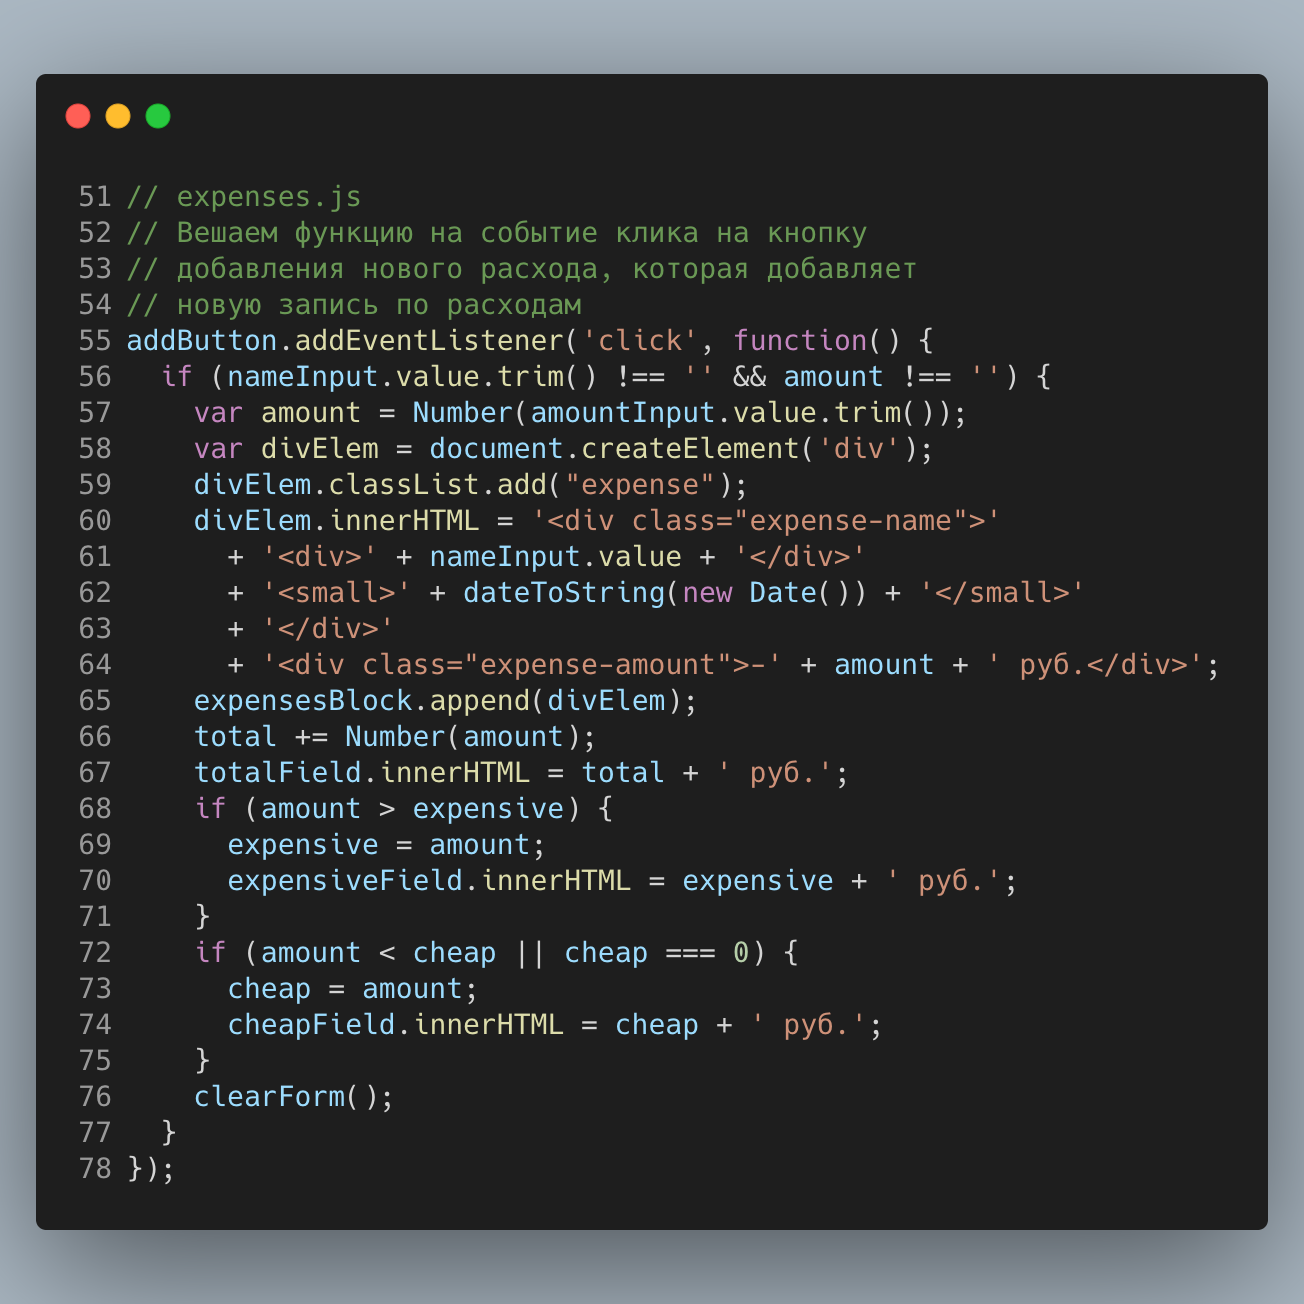 51 // expenses.js
52 // Вешаем функцию на событие клика на кнопку
53 // добавления нового расхода, которая добавляет
54 // новую запись по расходам
55 addButton.addEventListener('click', function() {
56   if (nameInput.value.trim() !== '' && amount !== '') {
57     var amount = Number(amountInput.value.trim());
58     var divElem = document.createElement('div');
59     divElem.classList.add("expense");
60     divElem.innerHTML = '<div class="expense-name">'
61       + '<div>' + nameInput.value + '</div>'
62       + '<small>' + dateToString(new Date()) + '</small>'
63       + '</div>'
64       + '<div class="expense-amount">-' + amount + ' руб.</div>';
65     expensesBlock.append(divElem);
66     total += Number(amount);
67     totalField.innerHTML = total + ' руб.';
68     if (amount > expensive) {
69       expensive = amount;
70       expensiveField.innerHTML = expensive + ' руб.';
71     }
72     if (amount < cheap || cheap === 0) {
73       cheap = amount;
74       cheapField.innerHTML = cheap + ' руб.';
75     }
76     clearForm();
77   }
78 });